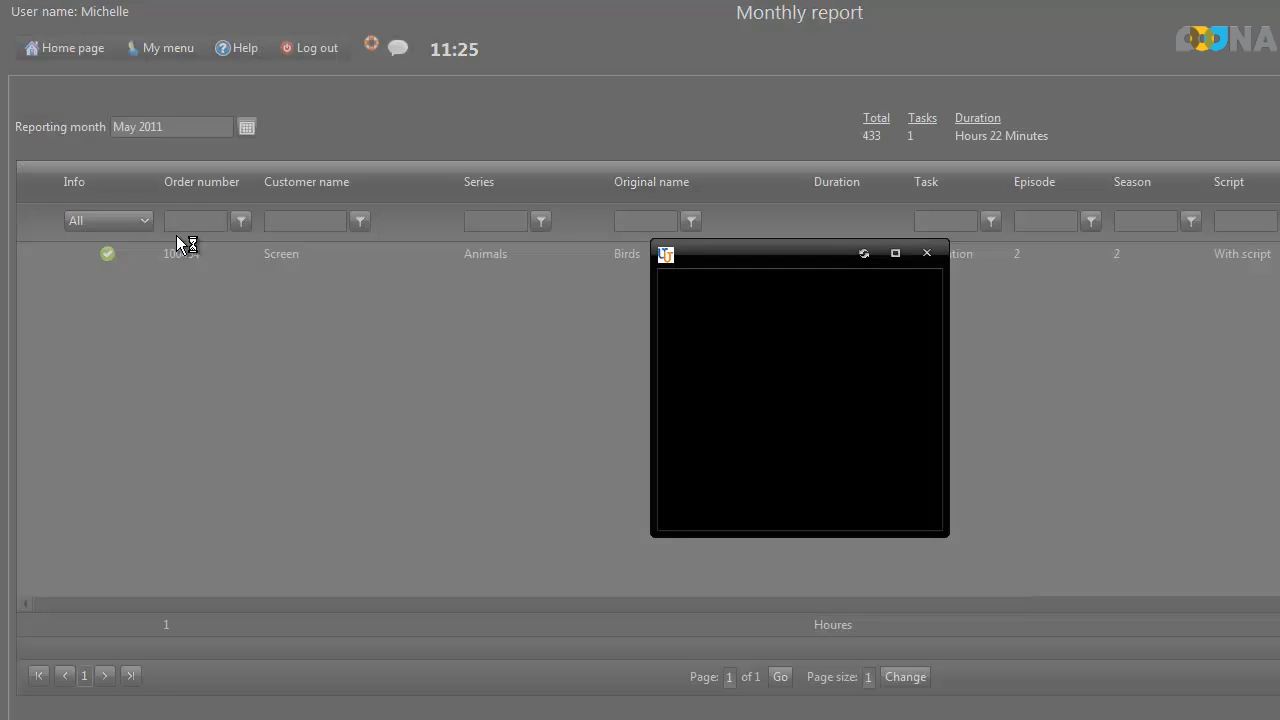 User name: Michelle
Monthly report
Home page My menu Help Log out 11:25
Reporting month May 2011
Total Tasks Duration
433 1 Hours 22 Minutes
Info Order number Customer name Series Original name Duration Task Episode Season Script
All
Screen Animals Birds 2 2 With script
1 Houres
1 Page: 1 of 1 Go Page size: 1 Change